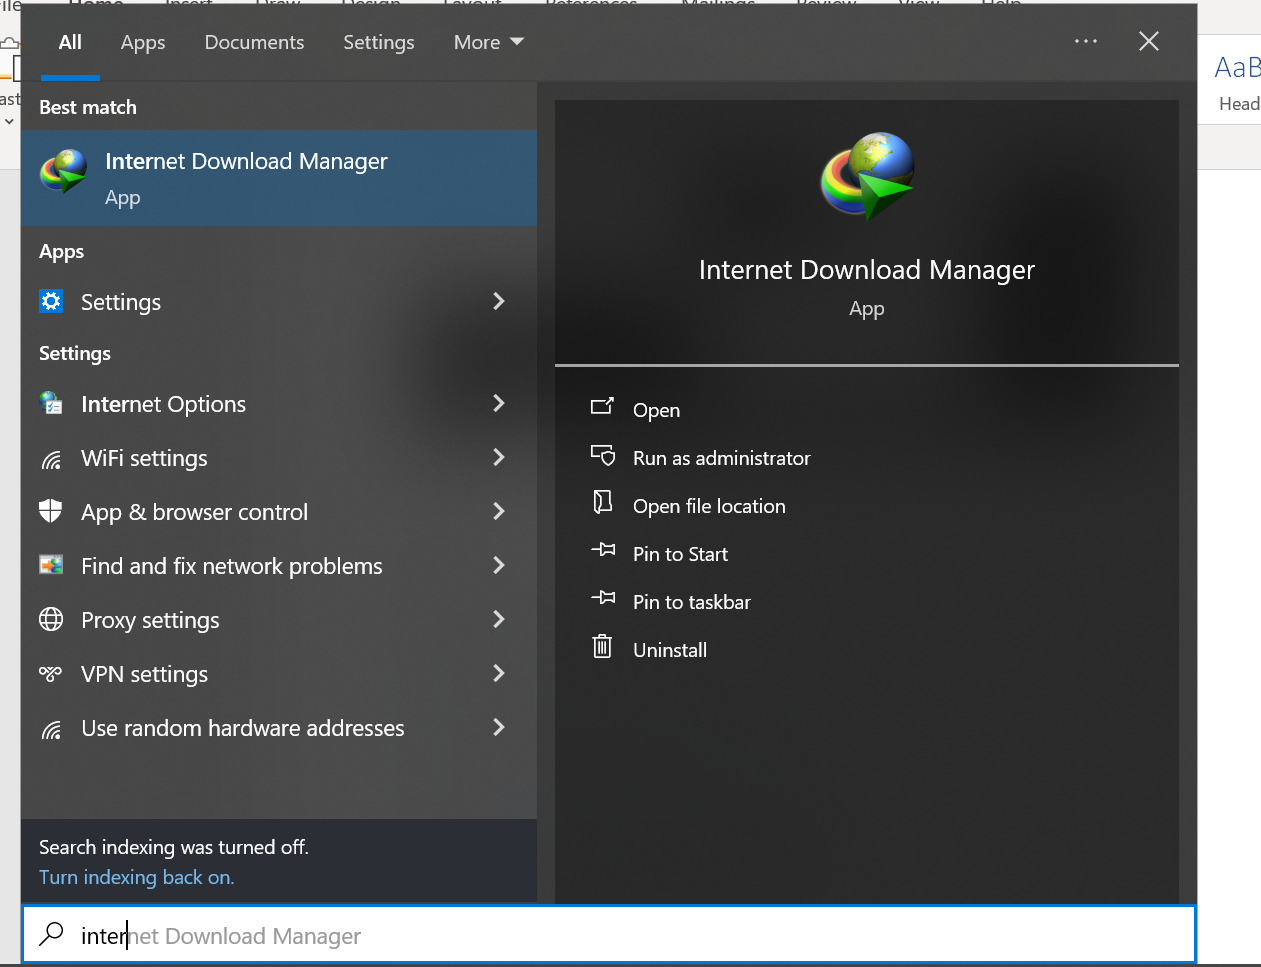 All Apps Documents Settings More
Best match
Internet Download Manager
App
Apps
Settings
Settings
Internet Options
WiFi settings
App & browser control
Find and fix network problems
Proxy settings
VPN settings
Use random hardware addresses
Search indexing was turned off.
Turn indexing back on.
internet Download Manager
Internet Download Manager
App
Open
Run as administrator
Open file location
Pin to Start
Pin to taskbar
Uninstall